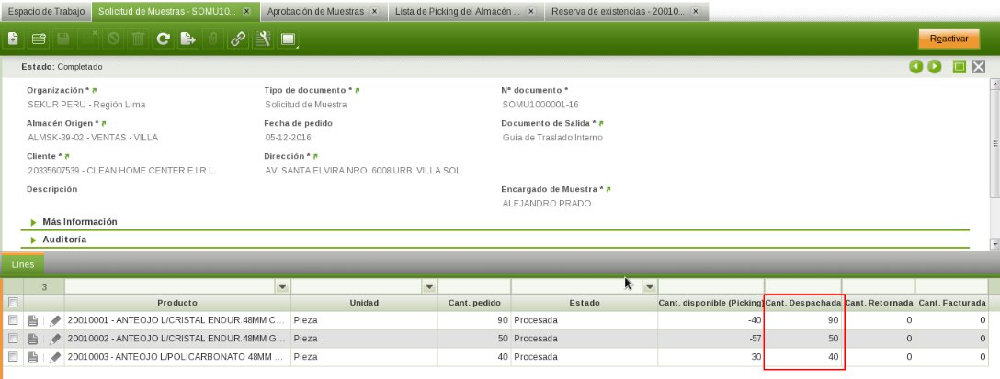 Espacio de Trabajo
Solicitud de Muestras - SOMU10...
Aprobación de Muestras
Lista de Picking del Almacén ...
Reserva de existencias - 20010...
Reactivar
Estado: Completado
Organización * Tipo de documento * Nº documento *
SEKUR PERU - Región Lima Solicitud de Muestra SOMU1000001-16
Almacén Origen * Fecha de pedido Documento de Salida *
ALMSK-39-02 - VENTAS - VILLA 05-12-2016 Guía de Traslado Interno
Cliente * Dirección *
20335607539 - CLEAN HOME CENTER E.I.R.L. AV. SANTA ELVIRA NRO. 6008 URB. VILLA SOL
Descripción Encargado de Muestra *
ALEJANDRO PRADO
Más Información
Auditoría
Lines
3
Producto Unidad Cant. pedido Estado Cant. disponible (Picking) Cant. Despachada Cant. Retornada Cant. Facturada
20010001 - ANTEOJO L/CRISTAL ENDUR.48MM C... Pieza 90 Procesada -40 90 0 0
20010002 - ANTEOJO L/CRISTAL ENDUR.48MM G... Pieza 50 Procesada -57 50 0 0
20010003 - ANTEOJO L/POLICARBONATO 48MM ... Pieza 40 Procesada 30 40 0 0